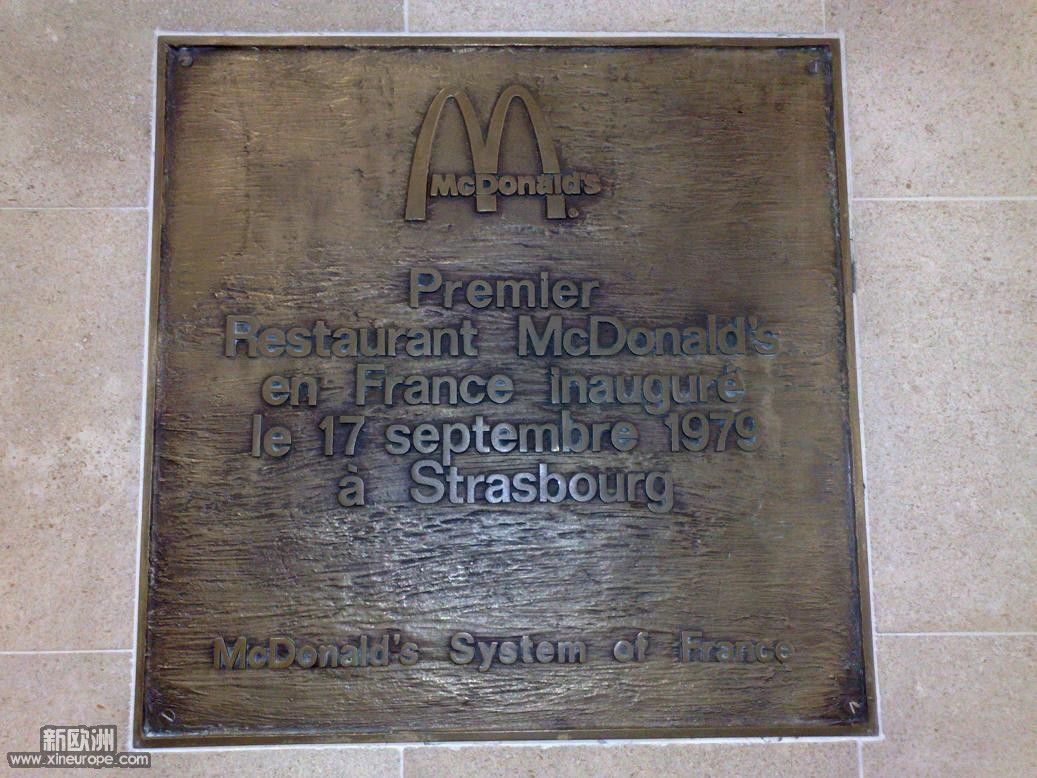 McDonald's
Premier
Restaurant McDonald's
en France inauguré
le 17 septembre 1979
à Strasbourg
McDonald's System of France
新欧洲
www.xineurope.com